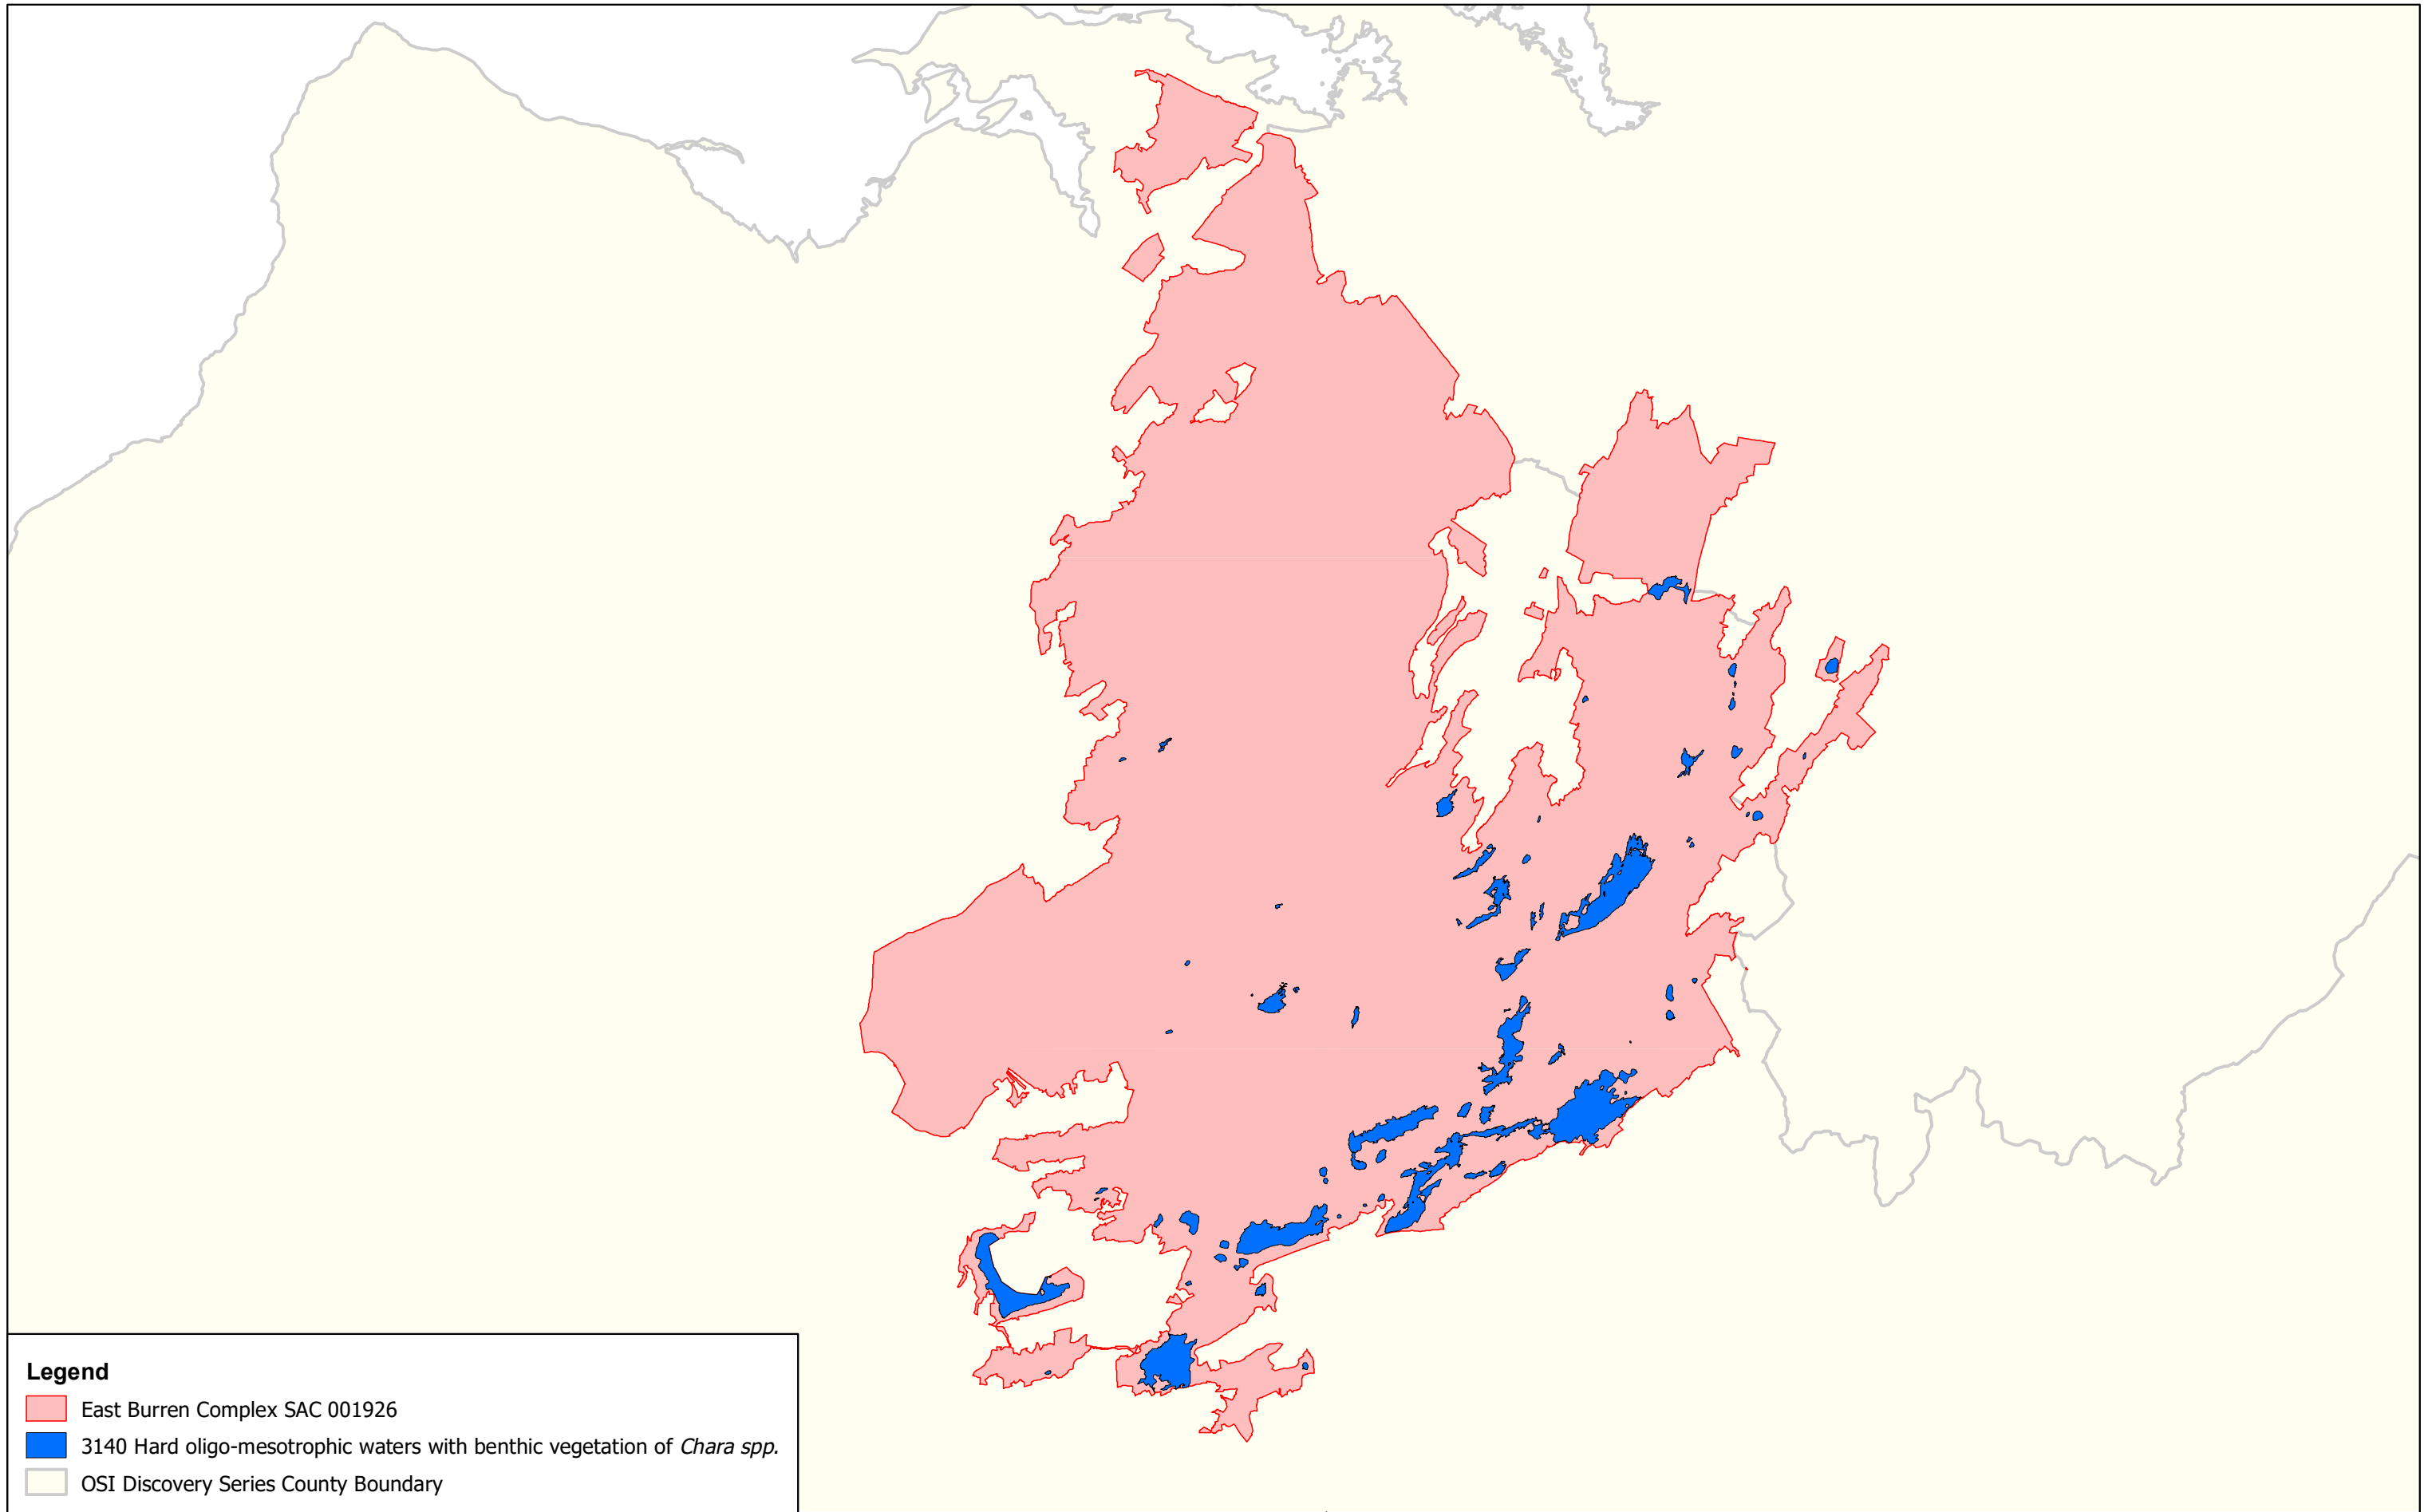 Legend
East Burren Complex SAC 001926
3140 Hard oligo-mesotrophic waters with benthic vegetation of Chara spp.
OSI Discovery Series County Boundary